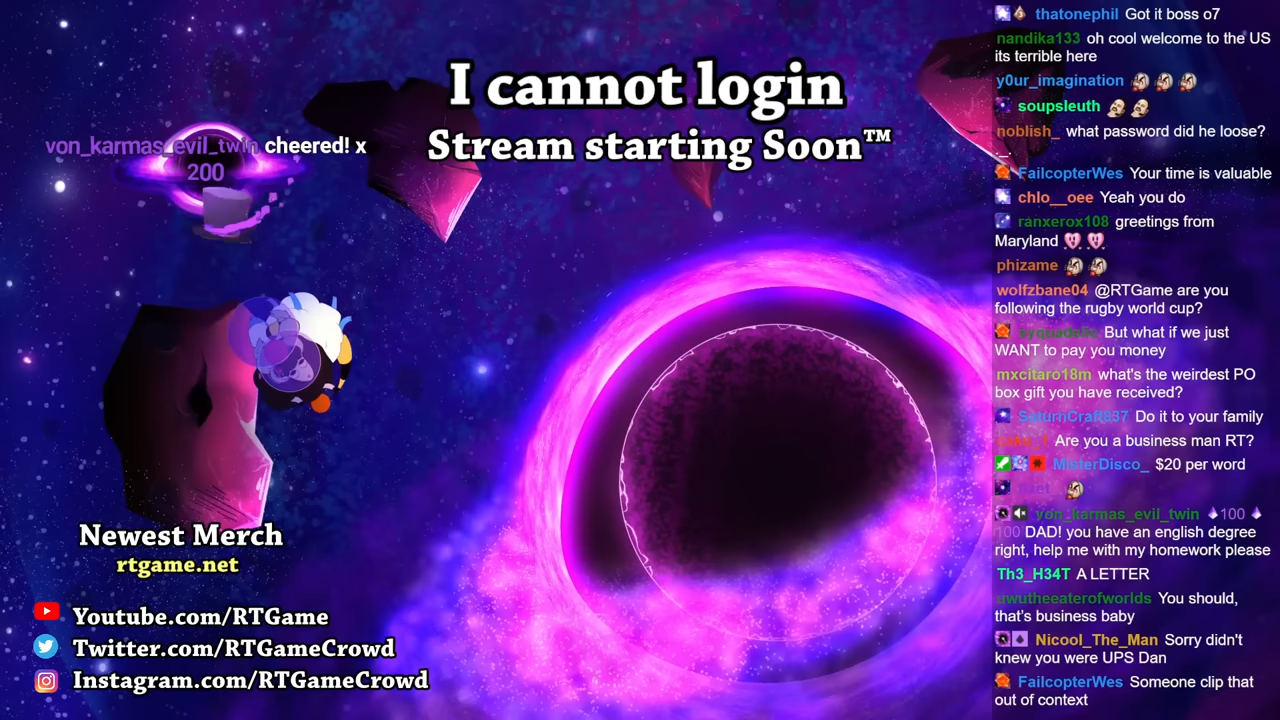 I cannot login
Stream starting Soon™
von_karmas_evil_twin cheered! x
200
Newest Merch
rtgame.net
Youtube.com/RTGame
Twitter.com/RTGameCrowd
Instagram.com/RTGameCrowd
thatonephil Got it boss o7
nandika133 oh cool welcome to the US
its terrible here
y0ur_imagination
soupsleuth
noblish_ what password did he loose?
._.
FailcopterWes Your time is valuable
chlo__oee Yeah you do
ranxerox108 greetings from
Maryland
phizame
wolfzbane04 @RTGame are you
following the rugby world cup?
But what if we just
WANT to pay you money
mxcitaro18m what's the weirdest PO
box gift you have received?
SaturnCraft837 Do it to your family
Are you a business man RT?
MisterDisco_ $20 per word
von_karmas_evil_twin 100
100 DAD! you have an english degree
right, help me with my homework please
Th3_H34T A LETTER
uwutheeaterofworlds You should,
that's business baby
Nicool_The_Man Sorry didn't
knew you were UPS Dan
FailcopterWes Someone clip that
out of context